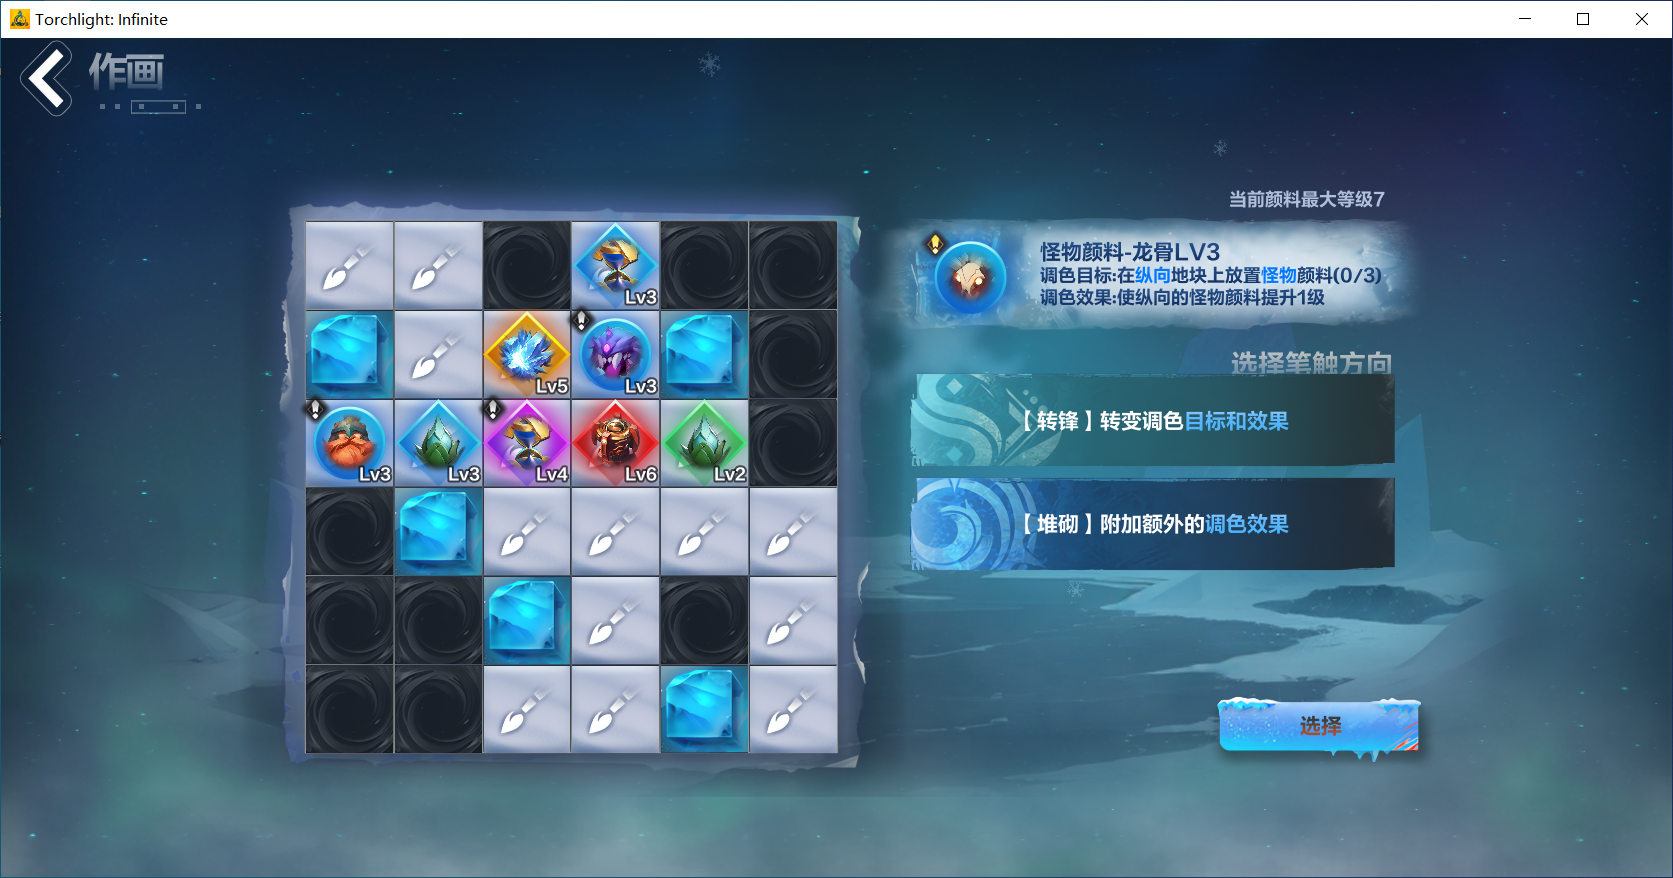 Torchlight: Infinite
作画
当前颜料最大等级7
怪物颜料-龙骨LV3
调色目标:在纵向地块上放置怪物颜料(0/3)
调色效果:使纵向的怪物颜料提升1级
选择笔触方向
【转锋】转变调色目标和效果
【堆砌】附加额外的调色效果
选择
Lv3
Lv5
Lv3
Lv3
Lv3
Lv4
Lv6
Lv2